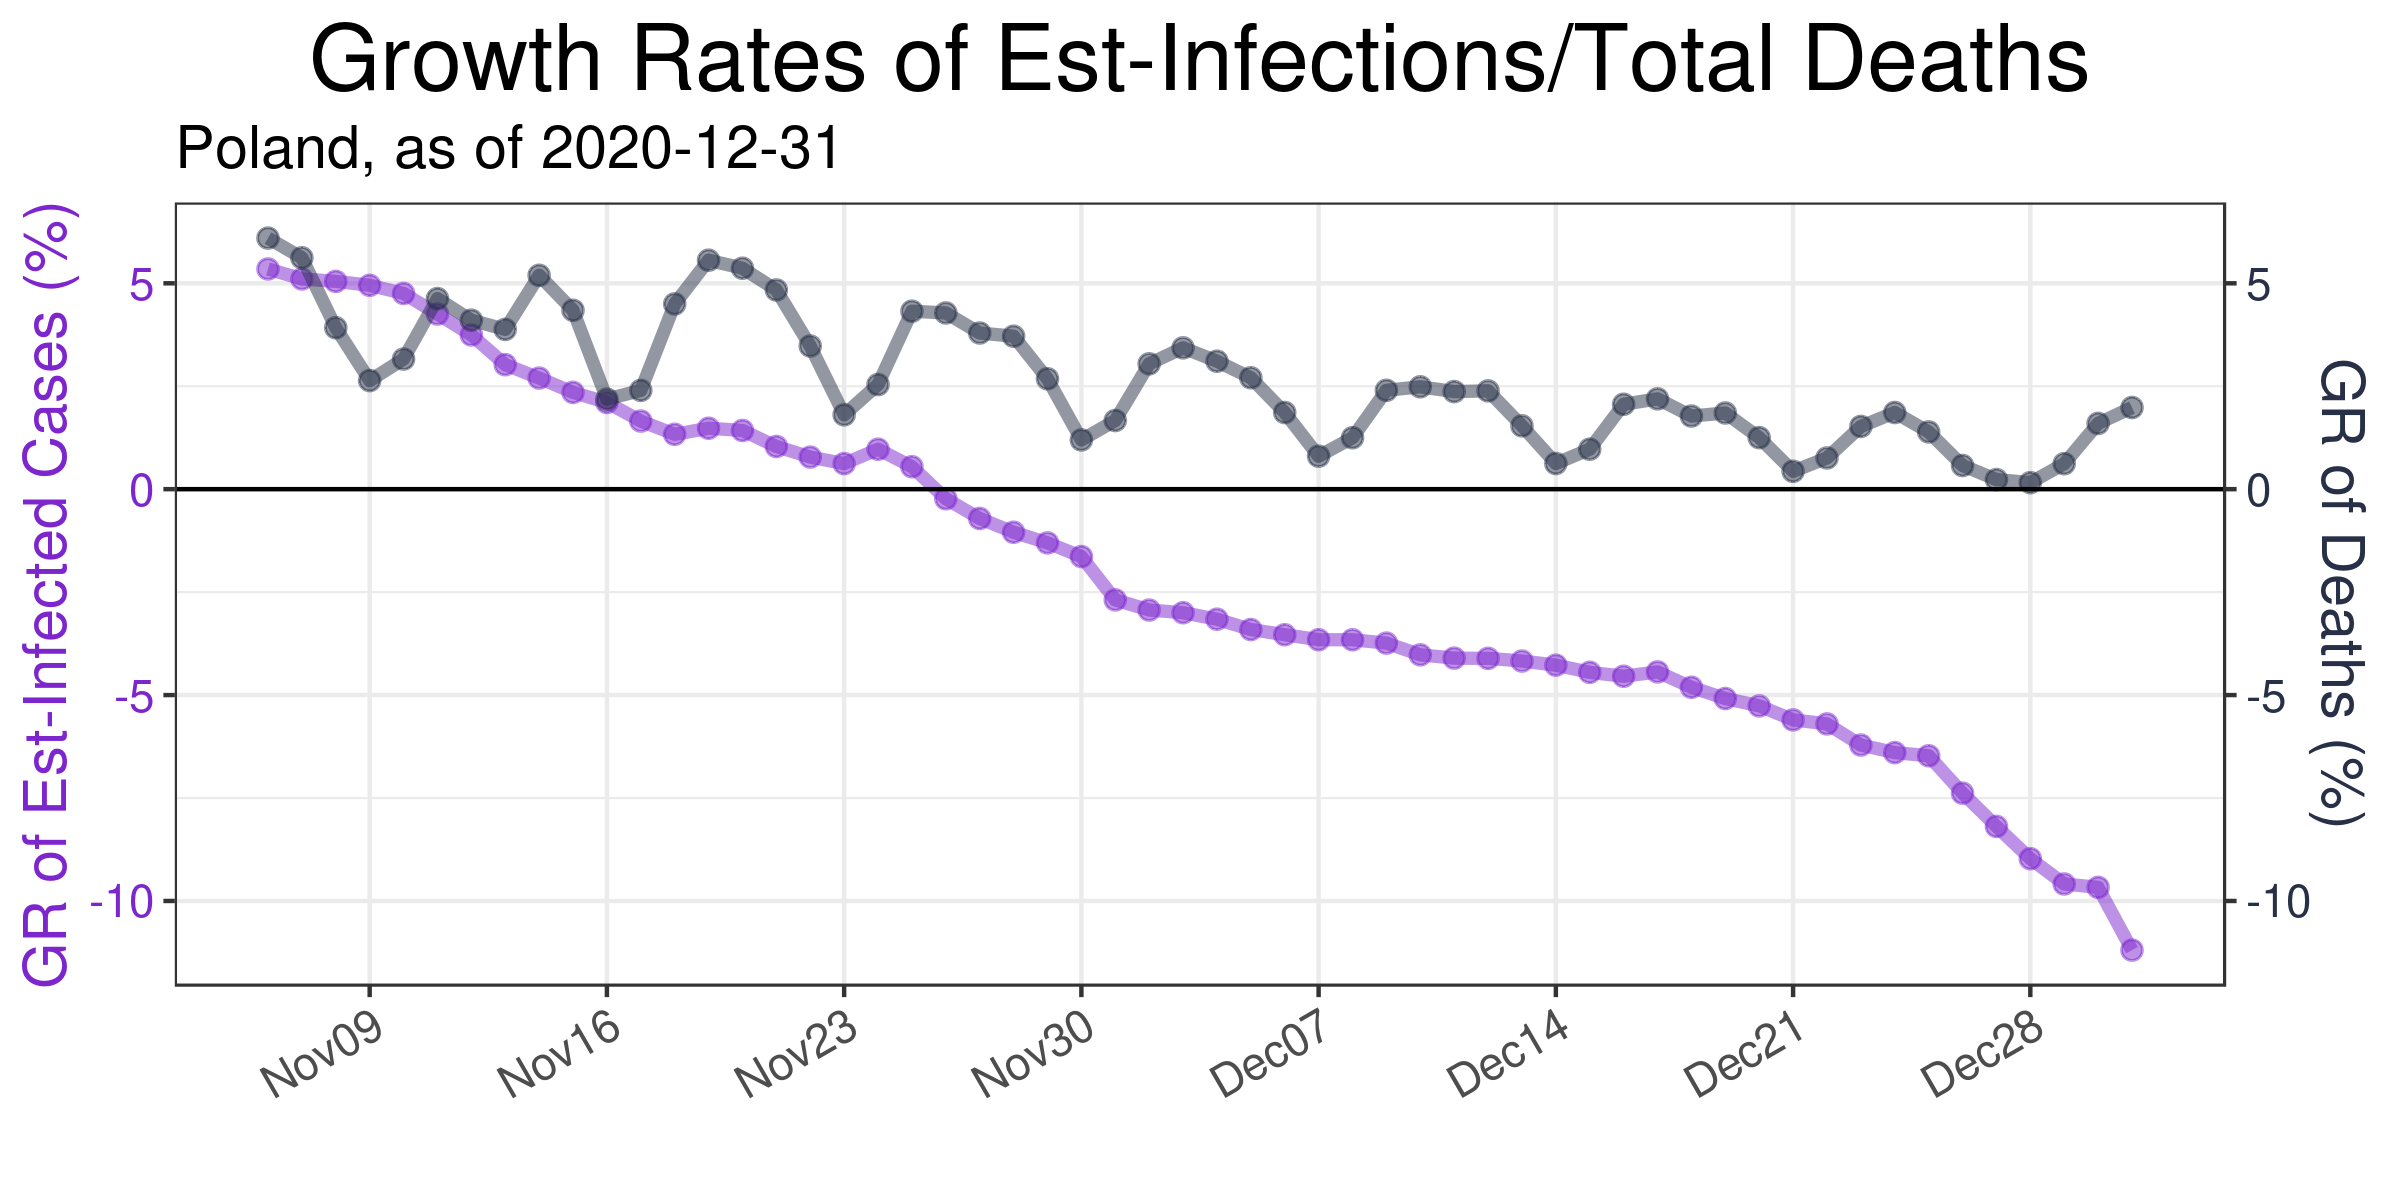 Growth Rates of Est-Infections/Total Deaths
Poland, as of 2020-12-31
GR of Est-Infected Cases (%)
5
0
-5
-10
5
0
-5
-10
GR of Deaths (%)
Nov09
Nov16
Nov23
Nov30
Dec07
Dec14
Dec21
Dec28